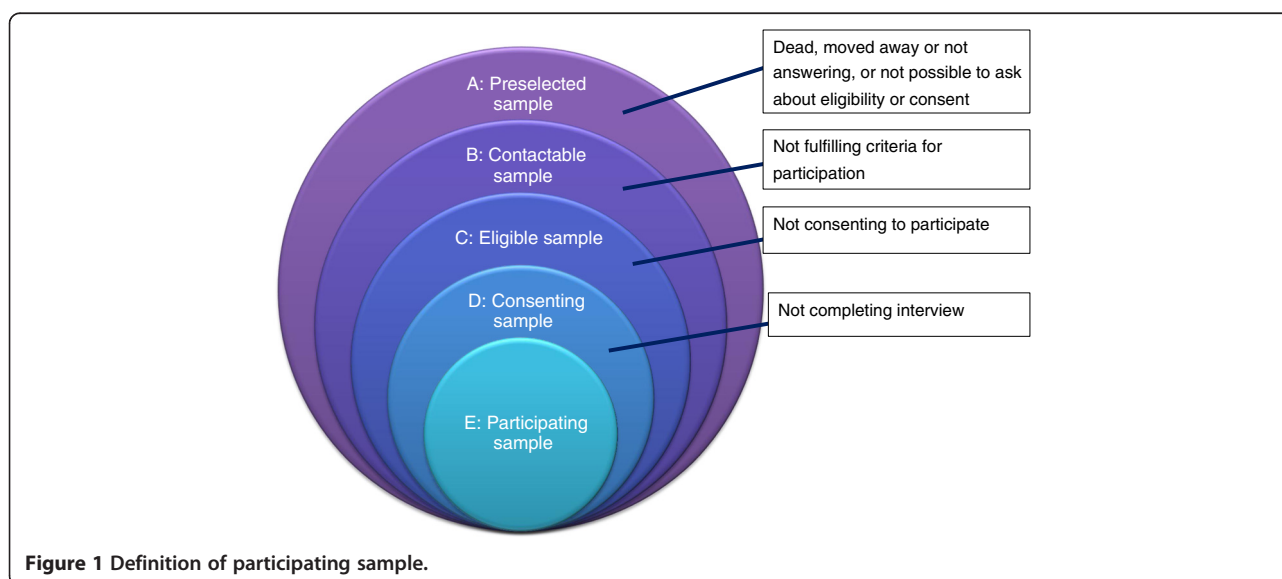 A: Preselected
sample
Dead, moved away or not
answering, or not possible to ask
about eligibility or consent
B: Contactable
sample
Not fulfilling criteria for
participation
C: Eligible sample
Not consenting to participate
D: Consenting
sample
Not completing interview
E: Participating
sample
Figure 1 Definition of participating sample.